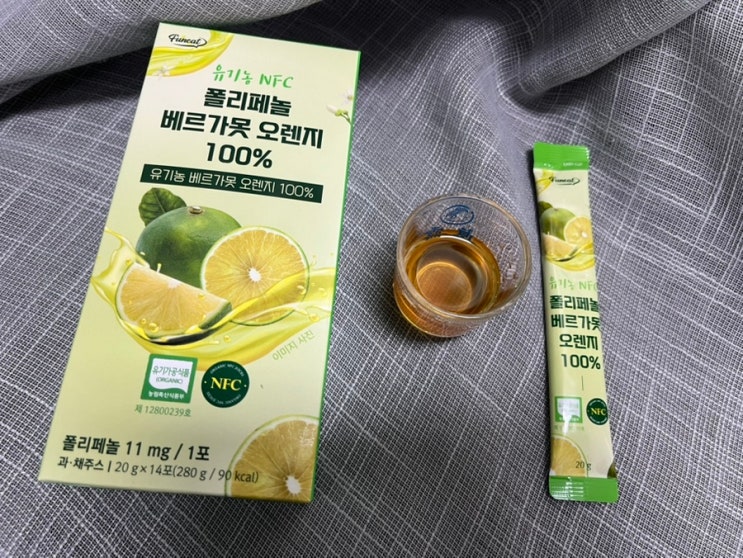 Funcat
유기농 NFC
폴리페놀
베르가못 오렌지
100%
유기농 베르가못 오렌지 100%
이미지 사진
유기가공식품
(ORGANIC)
농림축산식품부
NFC
제 12800239호
폴리페놀 11 mg / 1포
과·채주스 | 20 g×14포(280 g / 90 kcal)
Funcat
유기농 NFC
폴리페놀
베르가못
오렌지
100%
NFC
20 g